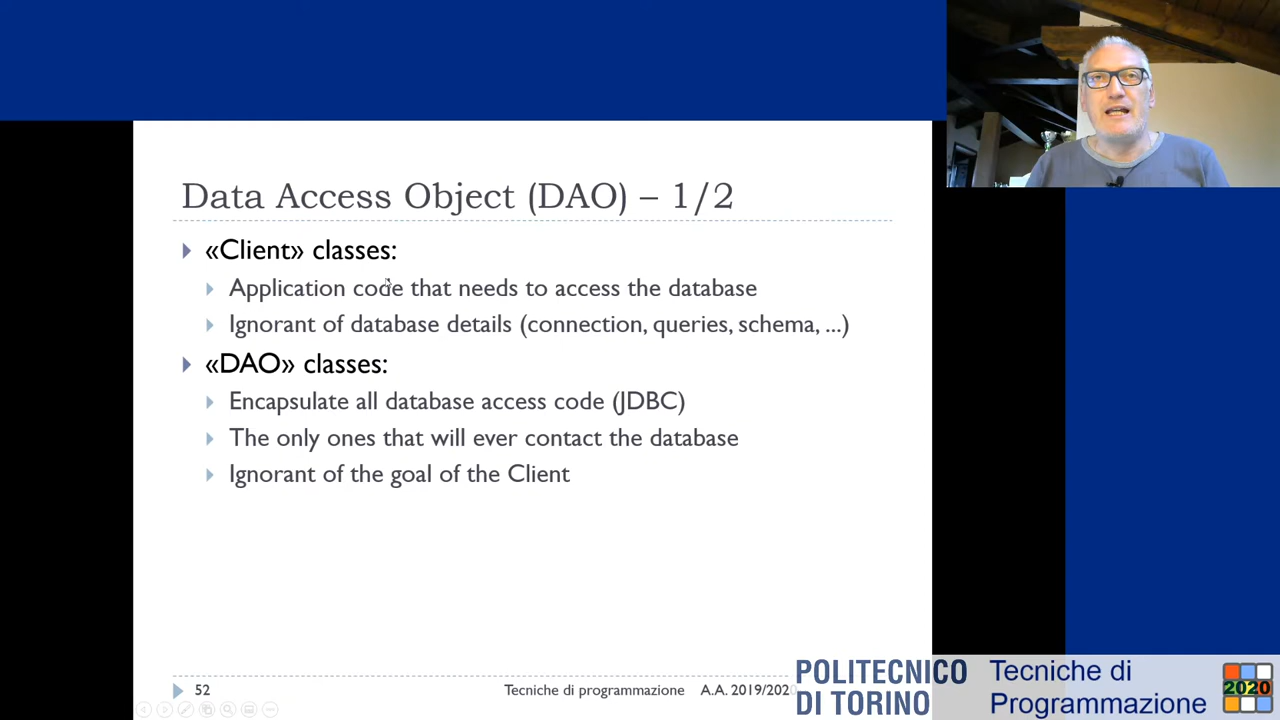 Data Access Object (DAO) – 1/2
«Client» classes:
Application code that needs to access the database
Ignorant of database details (connection, queries, schema, ...)
«DAO» classes:
Encapsulate all database access code (JDBC)
The only ones that will ever contact the database
Ignorant of the goal of the Client
52
Tecniche di programmazione A.A. 2019/2020
POLITECNICO
DI TORINO
Tecniche di
Programmazione
2020